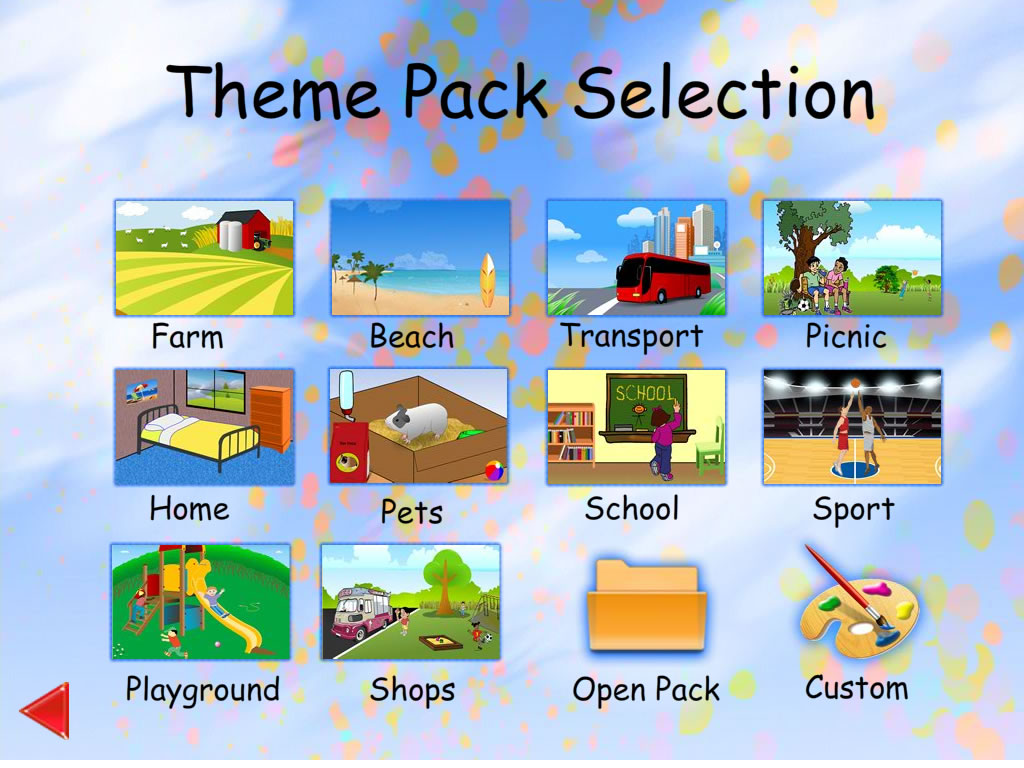 Theme Pack Selection
Farm
Beach
Transport
Picnic
SCHOOL
Home
Pets
School
Sport
Playground
Shops
Open Pack
Custom